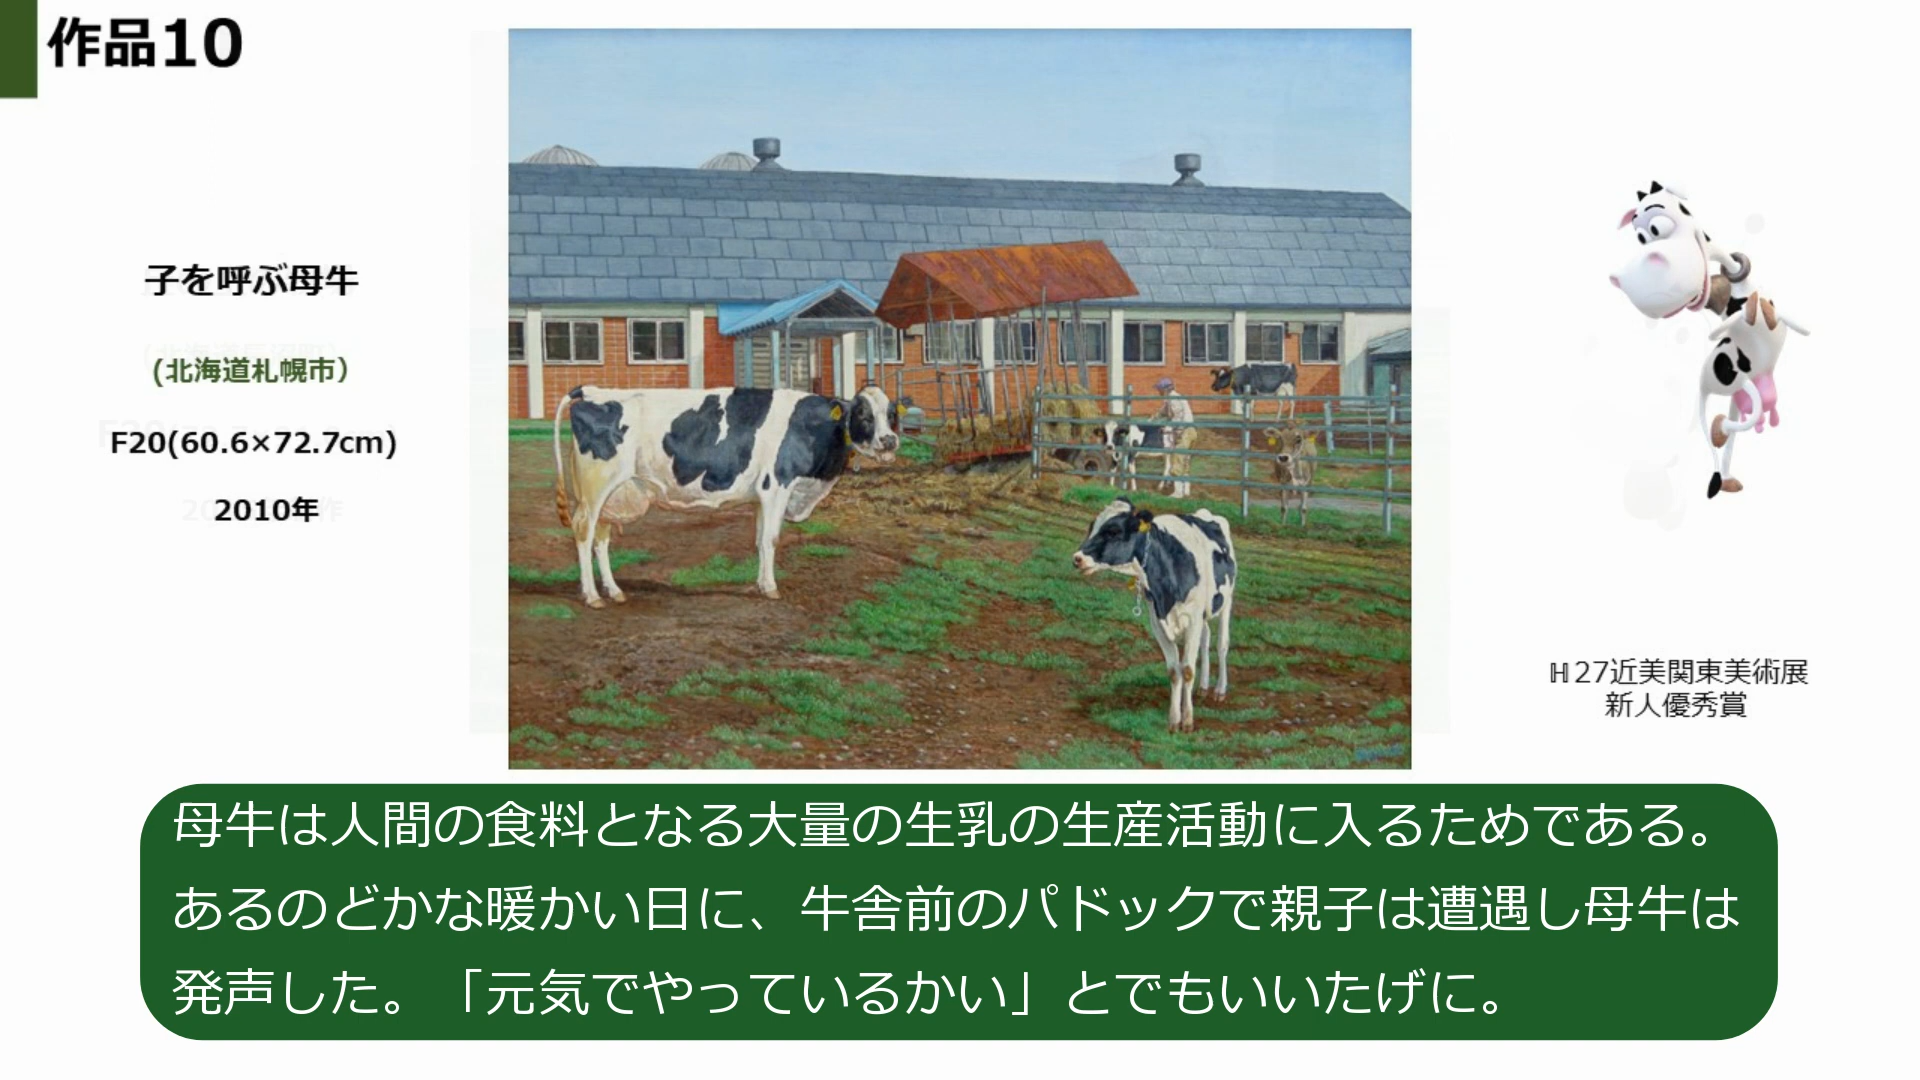 作品10
子を呼ぶ母牛
(北海道札幌市）
F20(60.6×72.7cm)
2010年
H27近美関東美術展
新人優秀賞
母牛は人間の食料となる大量の生乳の生産活動に入るためである。
あるのどかな暖かい日に、牛舎前のパドックで親子は遭遇し母牛は
発声した。「元気でやっているかい」とでもいいたげに。